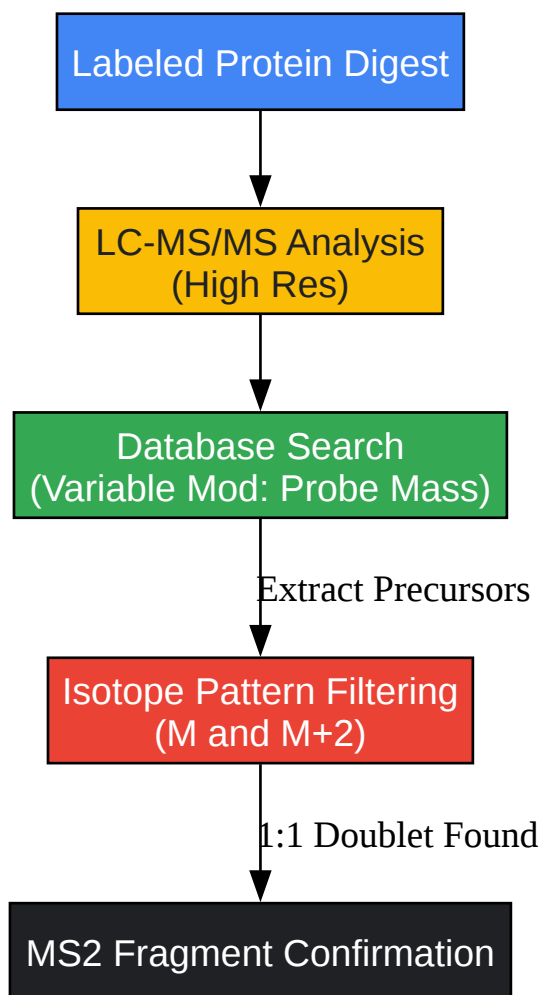 Labeled Protein Digest
LC-MS/MS Analysis
(High Res)
Database Search
(Variable Mod: Probe Mass)
Extract Precursors
Isotope Pattern Filtering
(M and M+2)
1:1 Doublet Found
MS2 Fragment Confirmation